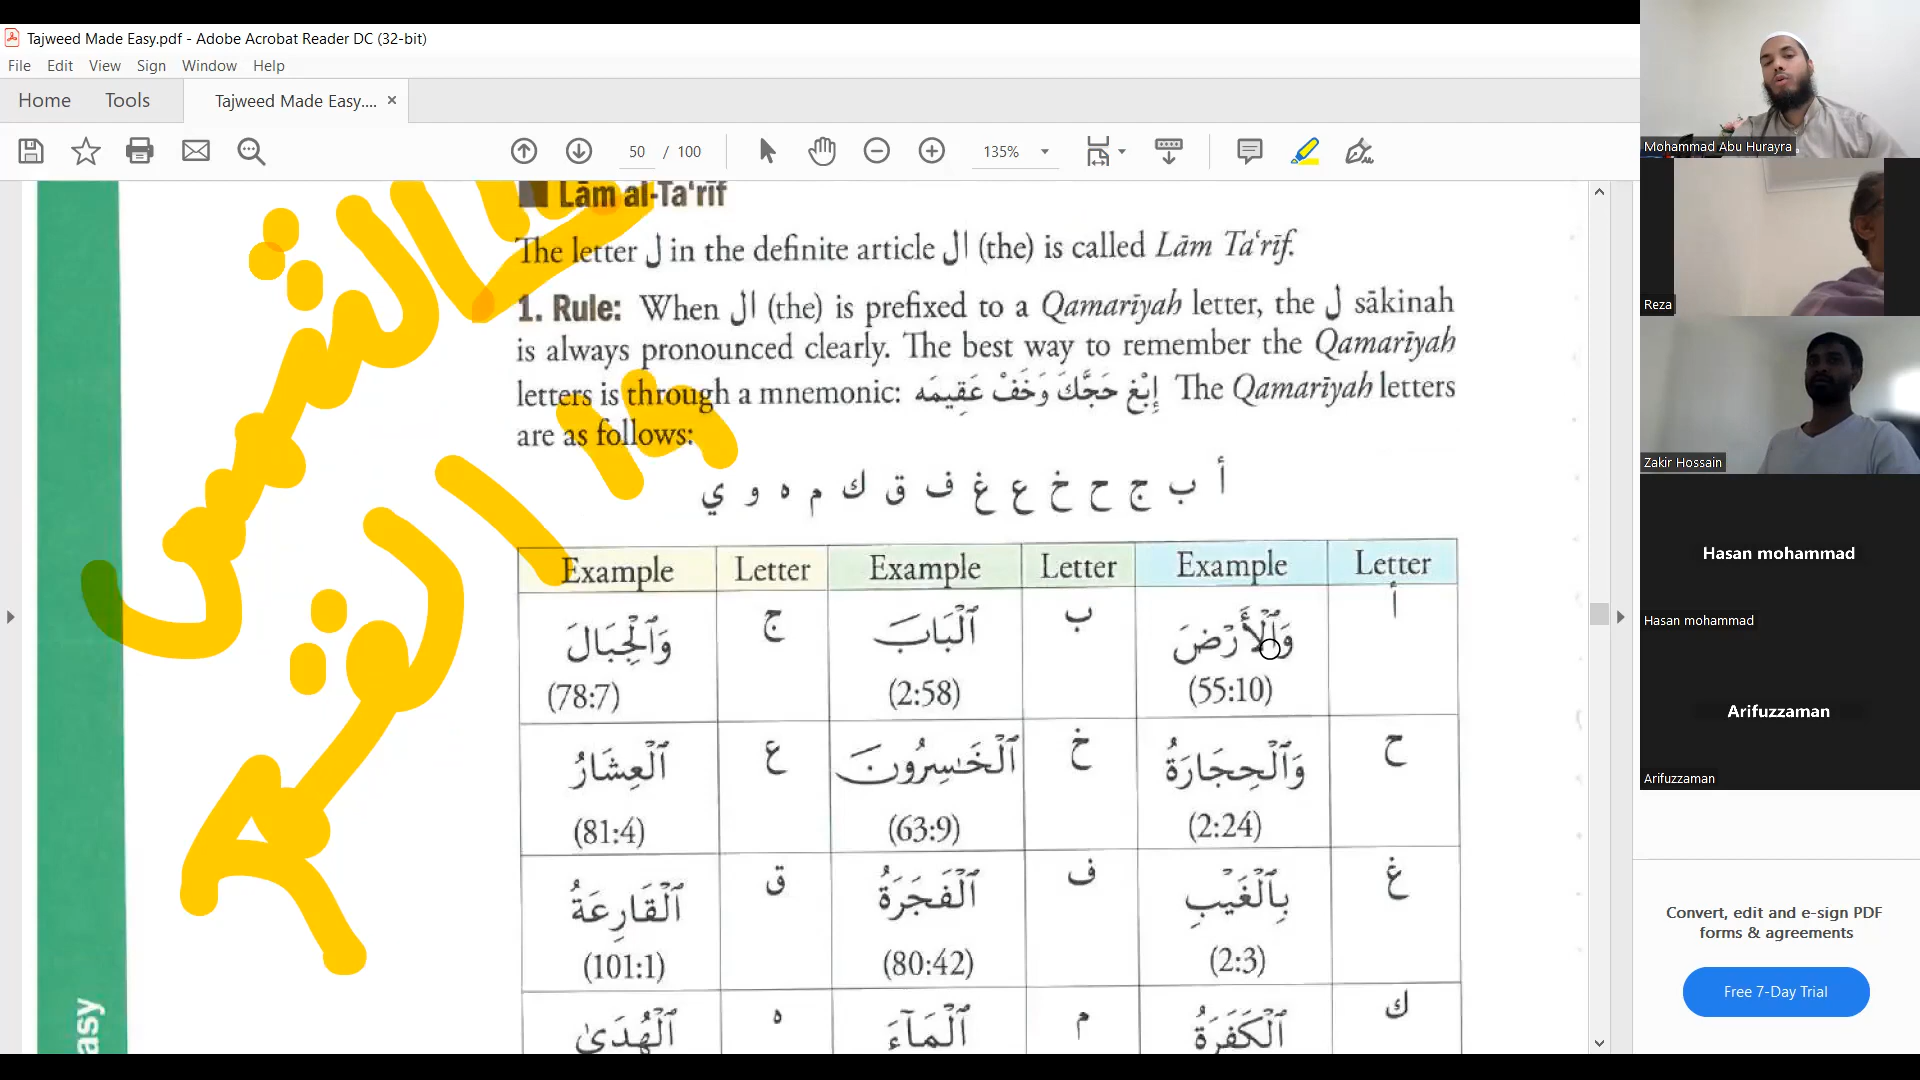 Tajweed Made Easy.pdf - Adobe Acrobat Reader DC (32-bit)
File Edit View Sign Window Help
Home Tools Tajweed Made Easy.... ×
50 / 100 135%
Lām al-Ta‘rīf
The letter ل in the definite article ال (the) is called Lām Ta‘rīf.
1. Rule: When ال (the) is prefixed to a Qamarīyah letter, the ل sākinah
is always pronounced clearly. The best way to remember the Qamarīyah
letters is through a mnemonic: إِبْغِ حَجَّكَ وَخَفْ عَقِيمَه The Qamarīyah letters
are as follows:
أ ب ج ح خ ع غ ف ق ك م ه و ي
Example Letter Example Letter Example Letter
وَٱلْجِبَالَ ج ٱلْبَابَ ب وَٱلْأَرْضَ أ
(78:7) (2:58) (55:10)
ٱلْعِشَارُ ع ٱلْخَـٰسِرُونَ خ وَٱلْحِجَارَةُ ح
(81:4) (63:9) (2:24)
ٱلْقَارِعَةُ ق ٱلْفَجَرَةُ ف بِٱلْغَيْبِ غ
(101:1) (80:42) (2:3)
ٱلْهُدَىٰ ه ٱلْمَآءَ م ٱلْكَفَرَةُ ك
الشمس
القمر
easy
Mohammad Abu Hurayra
Reza
Zakir Hossain
Hasan mohammad
Hasan mohammad
Arifuzzaman
Arifuzzaman
Convert, edit and e-sign PDF
forms & agreements
Free 7-Day Trial